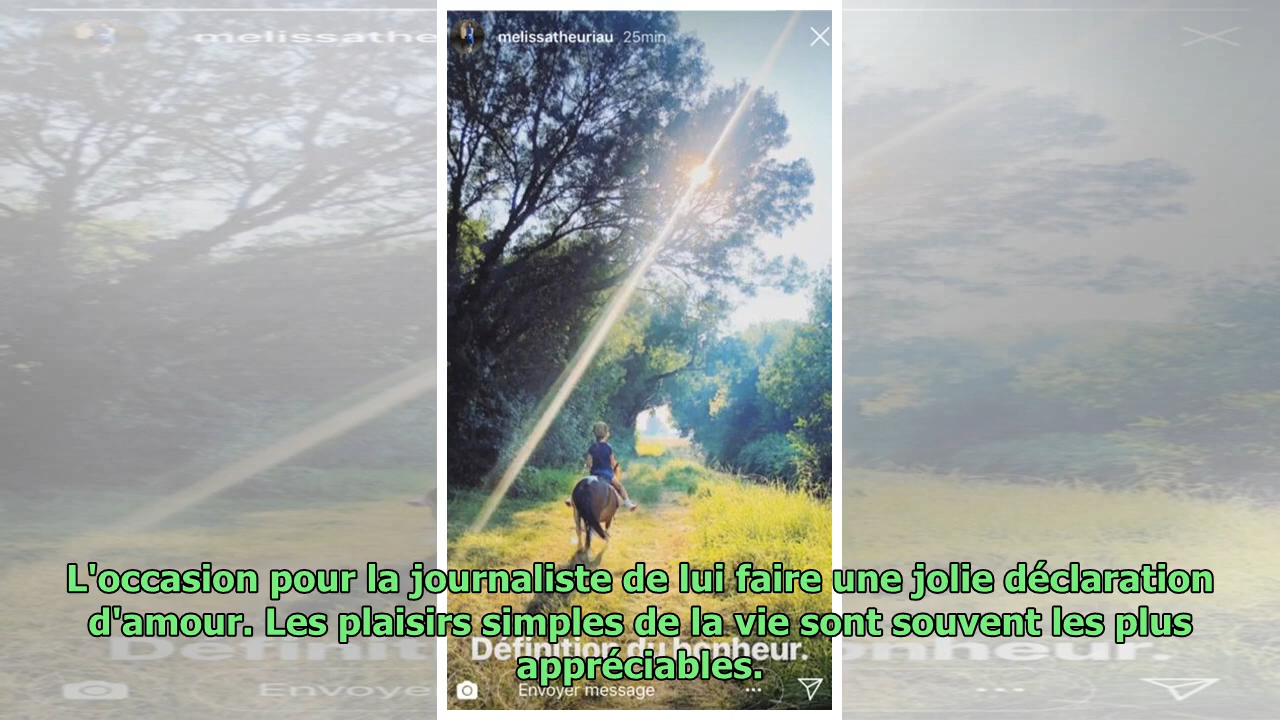 melissatheuriau 25min
L'occasion pour la journaliste de lui faire une jolie déclaration
d'amour. Les plaisirs simples de la vie sont souvent les plus
Définition du bonheur.
appréciables.
Envoyer message